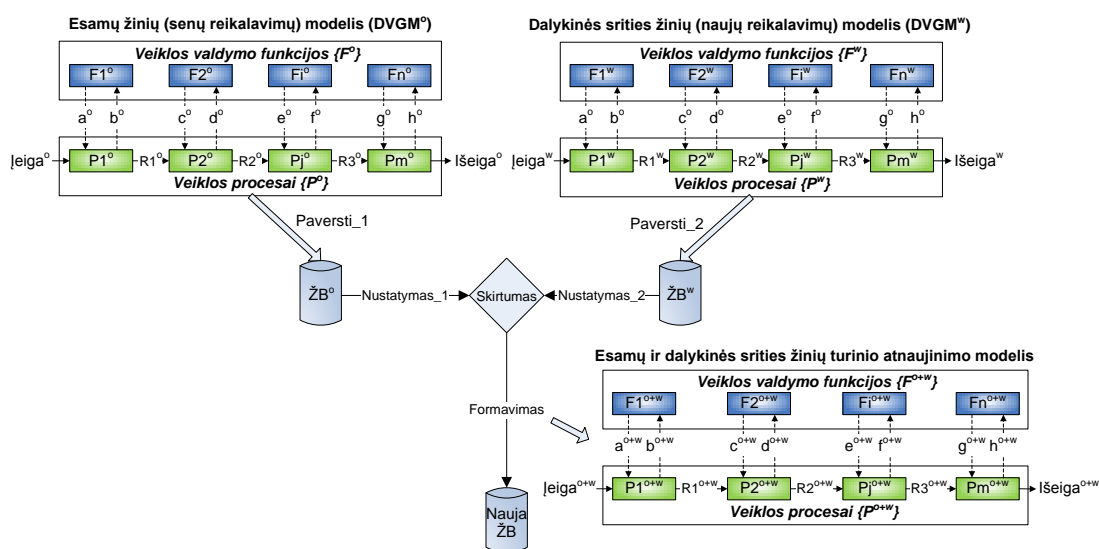 Esamų žinių (senų reikalavimų) modelis (DVGMᵒ)
Veiklos valdymo funkcijos {Fᵒ}
F1ᵒ F2ᵒ Fiᵒ Fnᵒ
aᵒ bᵒ cᵒ dᵒ eᵒ fᵒ gᵒ hᵒ
Įeigaᵒ P1ᵒ R1ᵒ P2ᵒ R2ᵒ Pjᵒ R3ᵒ Pmᵒ Išeigaᵒ
Veiklos procesai {Pᵒ}
Dalykinės srities žinių (naujų reikalavimų) modelis (DVGMʷ)
Veiklos valdymo funkcijos {Fʷ}
F1ʷ F2ʷ Fiʷ Fnʷ
aᵒ bᵒ cᵒ dᵒ eᵒ fᵒ gᵒ hᵒ
Įeigaʷ P1ʷ R1ʷ P2ʷ R2ʷ Pjʷ R3ʷ Pmʷ Išeigaʷ
Veiklos procesai {Pʷ}
Paversti_1
Paversti_2
ŽBᵒ Nustatymas_1 Skirtumas Nustatymas_2 ŽBʷ
Formavimas
Nauja
ŽB
Esamų ir dalykinės srities žinių turinio atnaujinimo modelis
Veiklos valdymo funkcijos {Fᵒ⁺ʷ}
F1ᵒ⁺ʷ F2ᵒ⁺ʷ Fiᵒ⁺ʷ Fnᵒ⁺ʷ
aᵒ⁺ʷ bᵒ⁺ʷ cᵒ⁺ʷ dᵒ⁺ʷ eᵒ⁺ʷ fᵒ⁺ʷ gᵒ⁺ʷ hᵒ⁺ʷ
Įeigaᵒ⁺ʷ P1ᵒ⁺ʷ R1ᵒ⁺ʷ P2ᵒ⁺ʷ R2ᵒ⁺ʷ Pjᵒ⁺ʷ R3ᵒ⁺ʷ Pmᵒ⁺ʷ Išeigaᵒ⁺ʷ
Veiklos procesai {Pᵒ⁺ʷ}